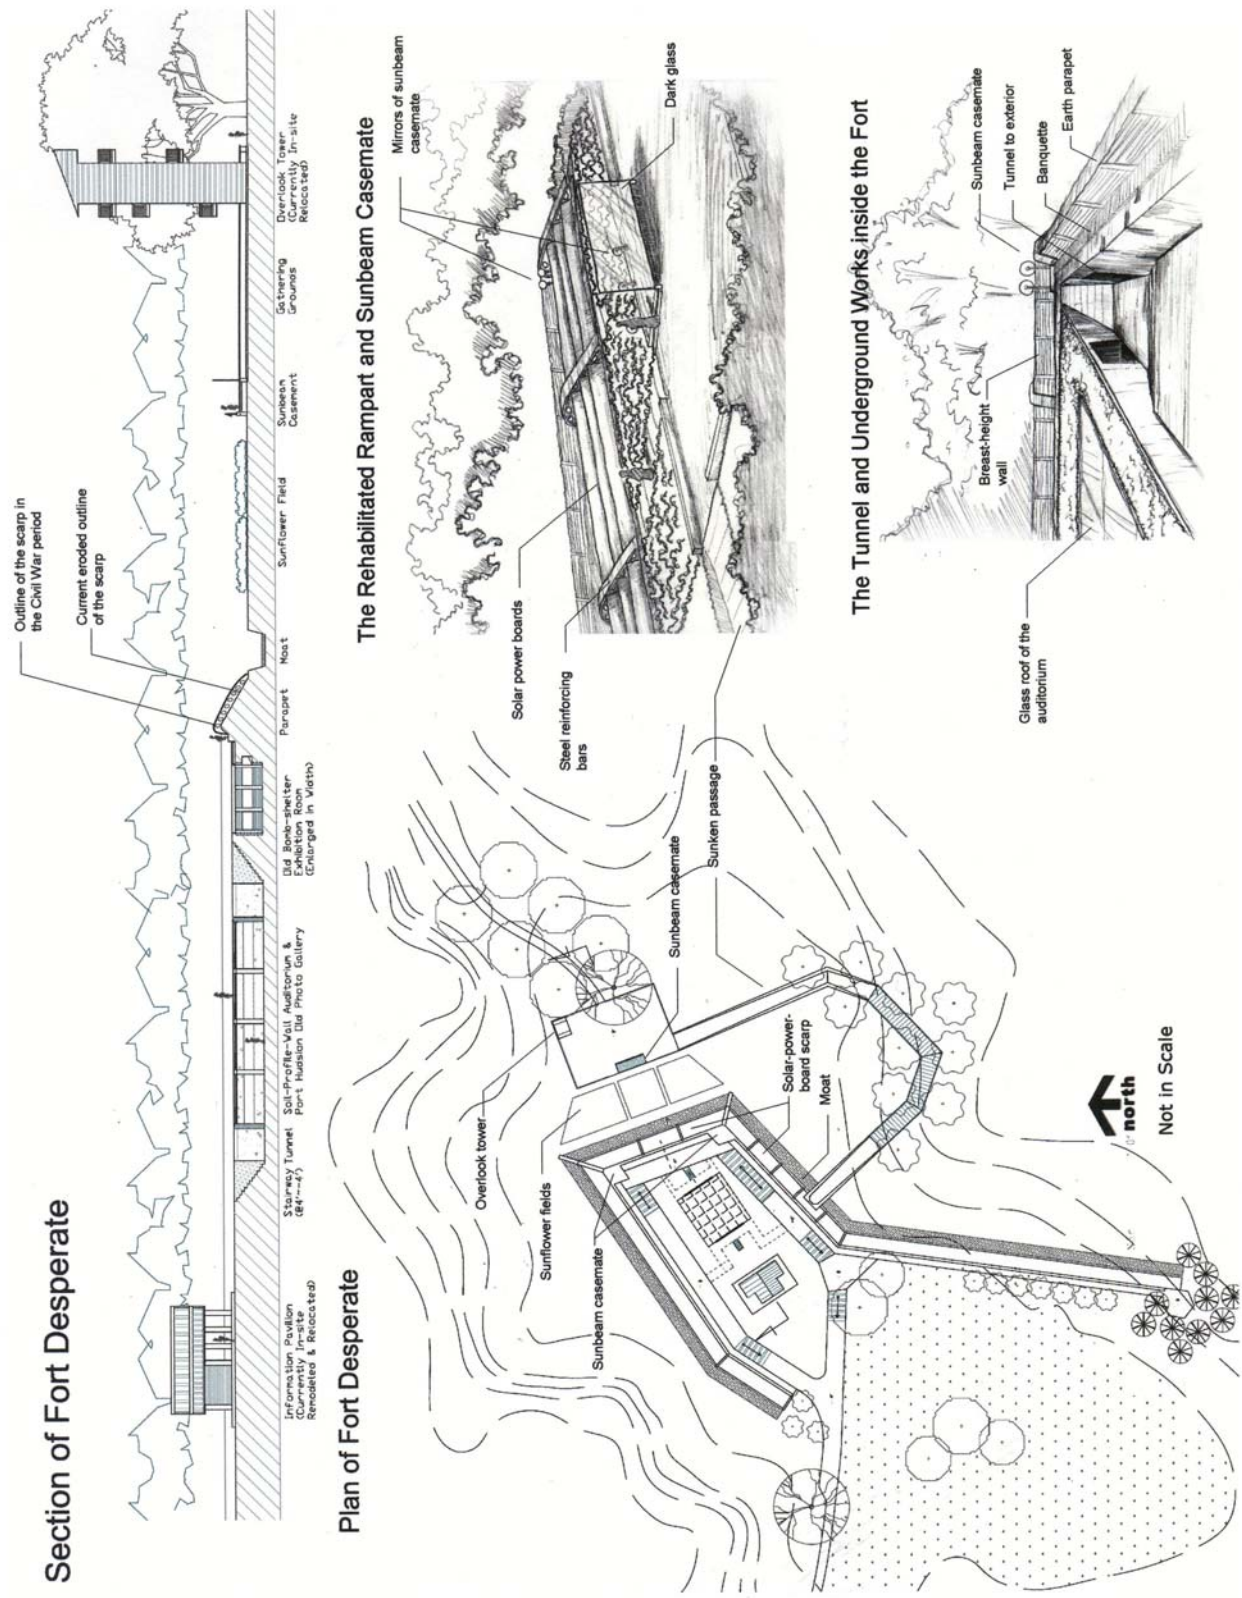 Section of Fort Desperate
Outline of the scarp in
the Civil War period
Current eroded outline
of the scarp
Information Pavilion
(Currently In-site
Remodeled & Relocated)
Stairway Tunnel
(@4'--4')
Soil-Profile-Wall Auditorium &
Port Hudsion Old Photo Gallery
Old Bomb-shelter
Exhibition Room
(Enlarged in Width)
Parapet
Moat
Sunflower Field
Sunbeam
Casement
Gathering
Grounds
Overlook Tower
(Currently In-site
Relocated)
Plan of Fort Desperate
Overlook tower
Sunflower fields
Sunbeam casemate
Sunbeam casemate
Sunken passage
Solar-power-
board scarp
Moat
north
Not in Scale
The Rehablilitated Rampart and Sunbeam Casemate
Mirrors of sunbeam
casemate
Dark glass
Solar power boards
Steel reinforcing
bars
The Tunnel and Underground Works inside the Fort
Sunbeam casemate
Tunnel to exterior
Banquette
Earth parapet
Breast-height
wall
Glass roof of the
auditorium